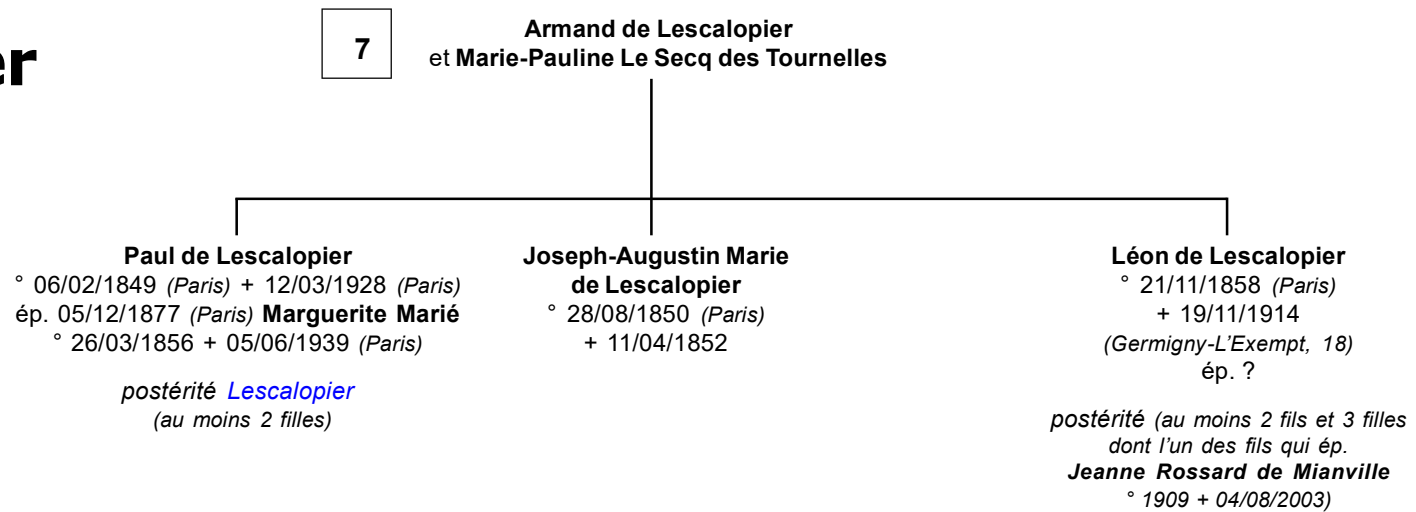 er
7
Armand de Lescalopier
et Marie-Pauline Le Secq des Tournelles
Paul de Lescalopier
° 06/02/1849 (Paris) + 12/03/1928 (Paris)
ép. 05/12/1877 (Paris) Marguerite Marié
° 26/03/1856 + 05/06/1939 (Paris)
postérité Lescalopier
(au moins 2 filles)
Joseph-Augustin Marie
de Lescalopier
° 28/08/1850 (Paris)
+ 11/04/1852
Léon de Lescalopier
° 21/11/1858 (Paris)
+ 19/11/1914
(Germigny-L'Exempt, 18)
ép. ?
postérité (au moins 2 fils et 3 filles
dont l'un des fils qui ép.
Jeanne Rossard de Mianville
° 1909 + 04/08/2003)